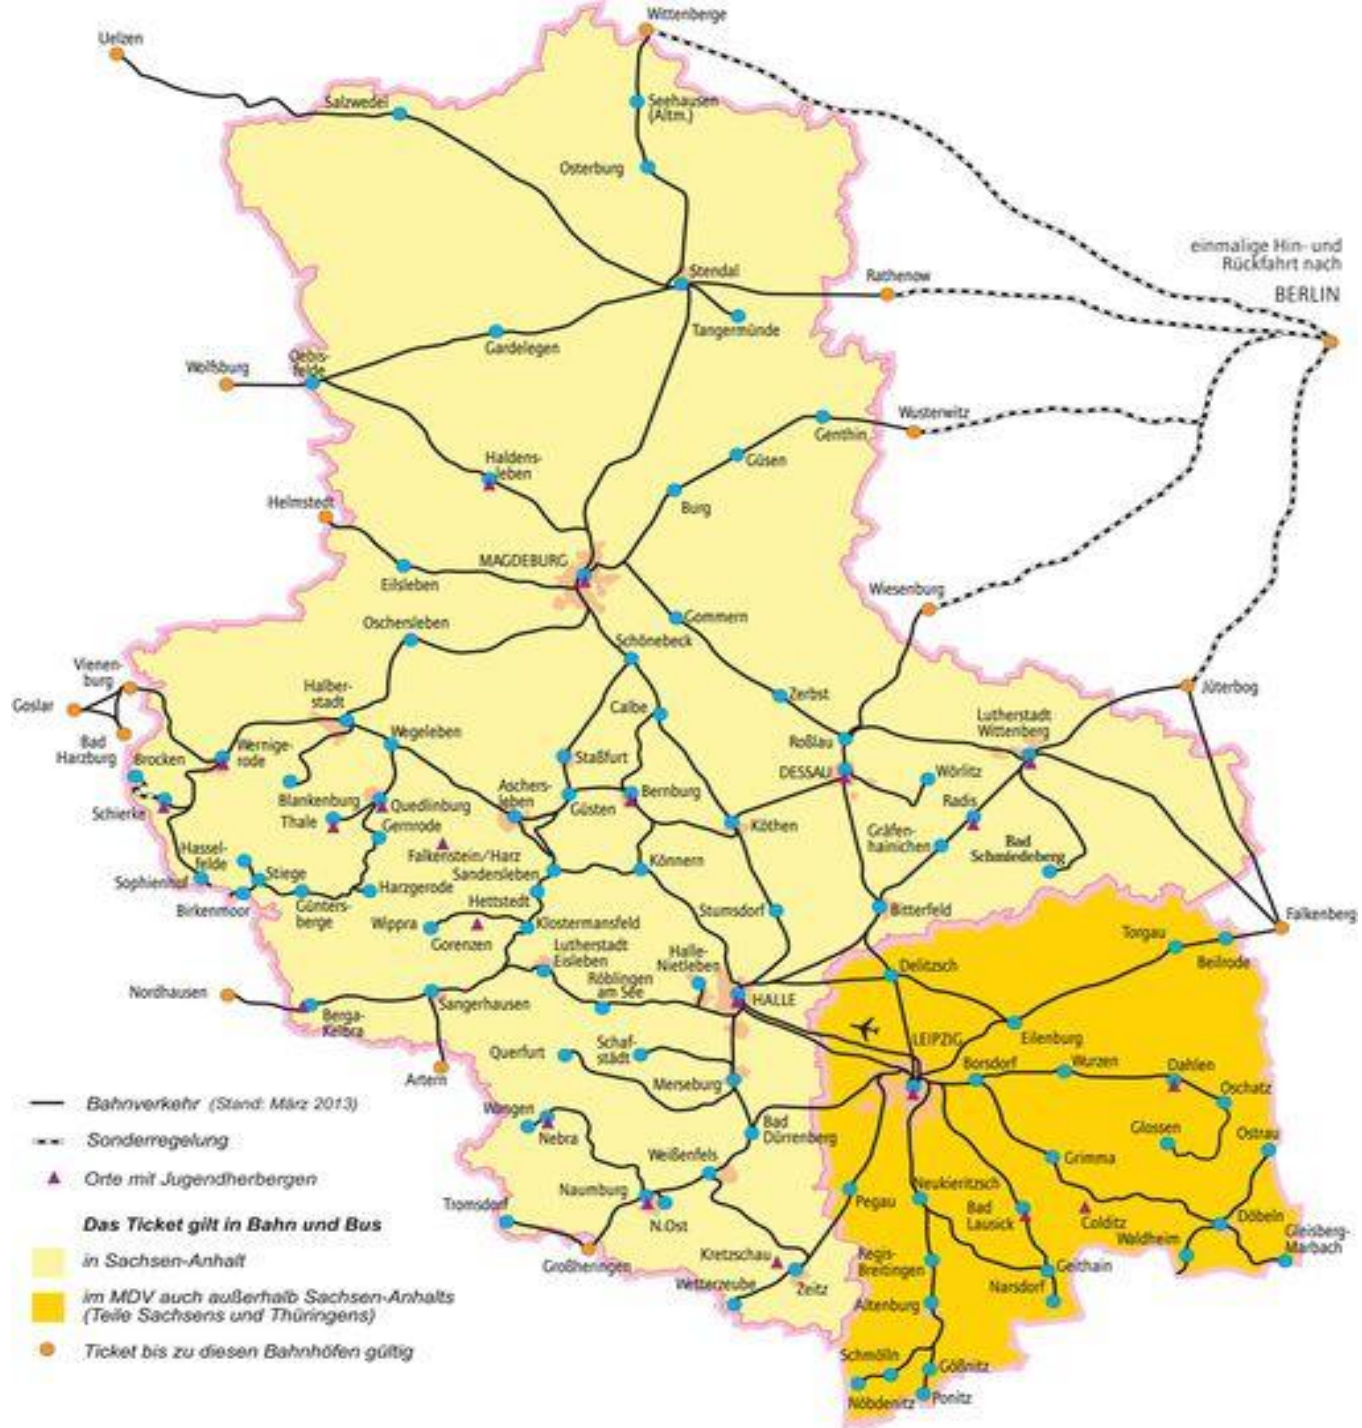 Wittenberge
Uelzen
Salzwedel
Seehausen
(Altm.)
Osterburg
einmalige Hin- und
Rückfahrt nach
BERLIN
Stendal
Rathenow
Tangermünde
Gardelegen
Oebis-
felde
Wolfsburg
Wusterwitz
Genthin
Güsen
Haldens-
leben
Burg
Helmstedt
MAGDEBURG
Eilsleben
Wiesenburg
Gommern
Oschersleben
Schönebeck
Vienen-
burg
Goslar
Bad
Harzburg
Halber-
stadt
Zerbst
Jüterbog
Calbe
Lutherstadt
Wittenberg
Wegeleben
Roßlau
Brocken
Wernige-
rode
Staßfurt
DESSAU
Wörlitz
Aschers-
leben
Blankenburg
Quedlinburg
Güsten
Bernburg
Radis
Schierke
Thale
Gernrode
Köthen
Gräfen-
hainichen
Bad
Schmiedeberg
Hassel-
felde
Falkenstein/Harz
Sandersleben
Könnern
Sophienhof
Stiege
Harzgerode
Birkenmoor
Günters-
berge
Hettstedt
Stumsdorf
Bitterfeld
Falkenberg
Wippra
Klostermansfeld
Gorenzen
Torgau
Beilrode
Lutherstadt
Eisleben
Halle-
Nietleben
Delitzsch
Röblingen
am See
Nordhausen
Sangerhausen
HALLE
Berga-
Kelbra
Eilenburg
LEIPZIG
Querfurt
Schaf-
städt
Borsdorf
Wurzen
Dahlen
Merseburg
Artern
Oschatz
Bahnverkehr (Stand: März 2013)
Wangen
Nebra
Bad
Dürrenberg
Glossen
Ostrau
Sonderregelung
Weißenfels
Grimma
Orte mit Jugendherbergen
Naumburg
N.Ost
Neukieritzsch
Tromsdorf
Pegau
Bad
Lausick
Colditz
Döbeln
Das Ticket gilt in Bahn und Bus
Waldheim
Gleisberg-
Marbach
in Sachsen-Anhalt
Großheringen
Kretzschau
Regis-
Breitingen
Geithain
Wetterzeube
Zeitz
Narsdorf
im MDV auch außerhalb Sachsen-Anhalts
(Teile Sachsens und Thüringens)
Altenburg
Ticket bis zu diesen Bahnhöfen gültig
Schmölln
Gößnitz
Nöbdenitz
Ponitz